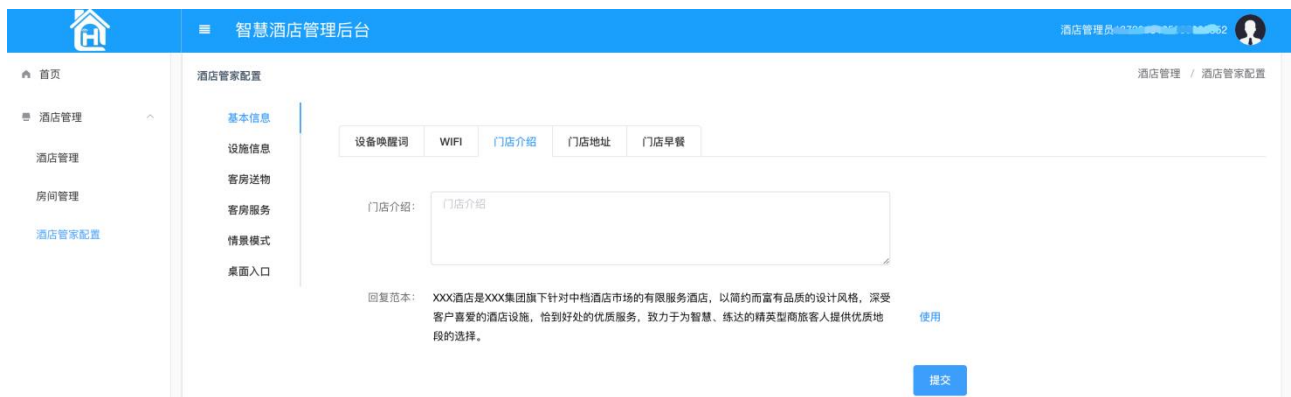 智慧酒店管理后台
酒店管理员
首页
酒店管理
酒店管理
房间管理
酒店管家配置
酒店管家配置
酒店管理 / 酒店管家配置
基本信息
设施信息
客房送物
客房服务
情景模式
桌面入口
设备唤醒词 WIFI 门店介绍 门店地址 门店早餐
门店介绍: 门店介绍
回复范本: XXX酒店是XXX集团旗下针对中档酒店市场的有限服务酒店，以简约而富有品质的设计风格，深受
客户喜爱的酒店设施，恰到好处的优质服务，致力于为智慧、练达的精英型商旅客人提供优质地
段的选择。
使用
提交